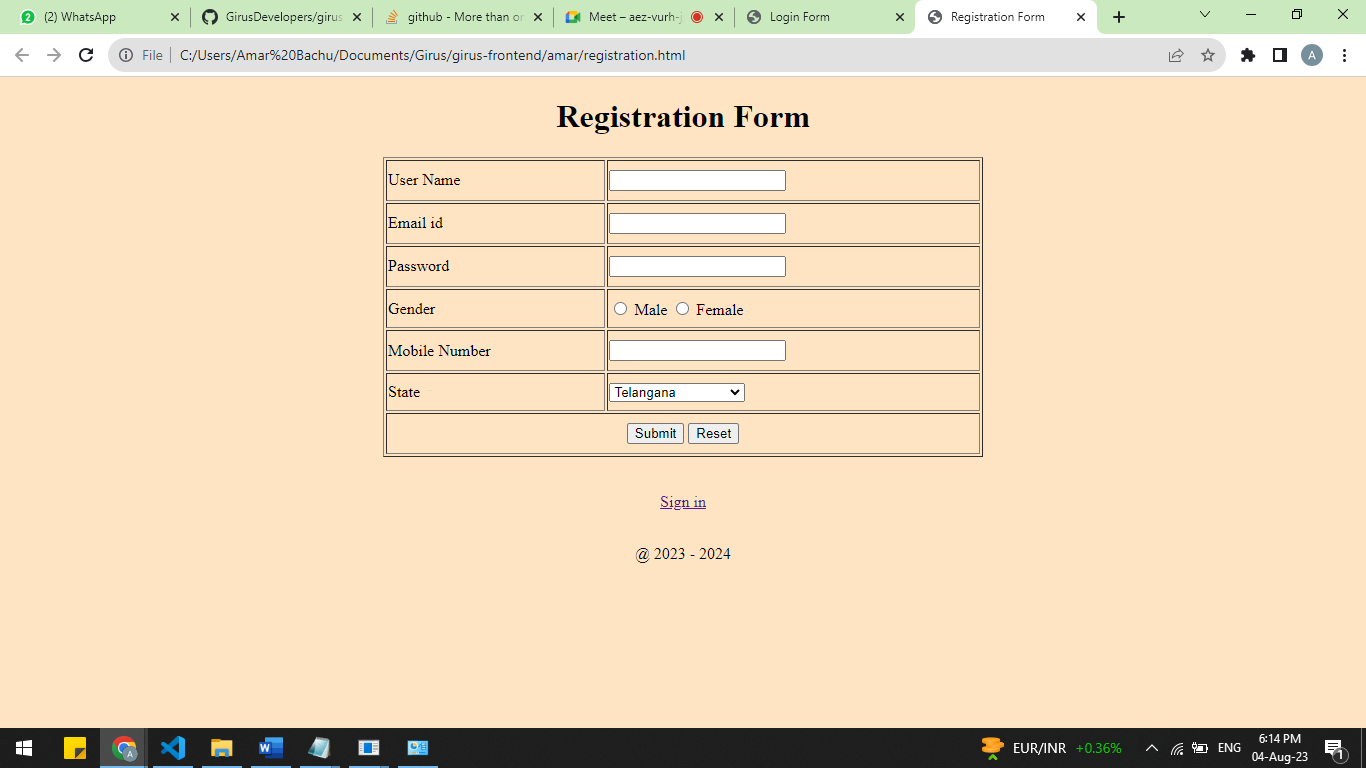 (2) WhatsApp
GirusDevelopers/girus
github - More than or
Meet – aez-vurh-
Login Form
Registration Form
File
C:/Users/Amar%20Bachu/Documents/Girus/girus-frontend/amar/registration.html
A
Registration Form
User Name
Email id
Password
Gender Male Female
Mobile Number
State Telangana
Submit Reset
Sign in
@ 2023 - 2024
EUR/INR +0.36%
ENG
6:14 PM
04-Aug-23
1